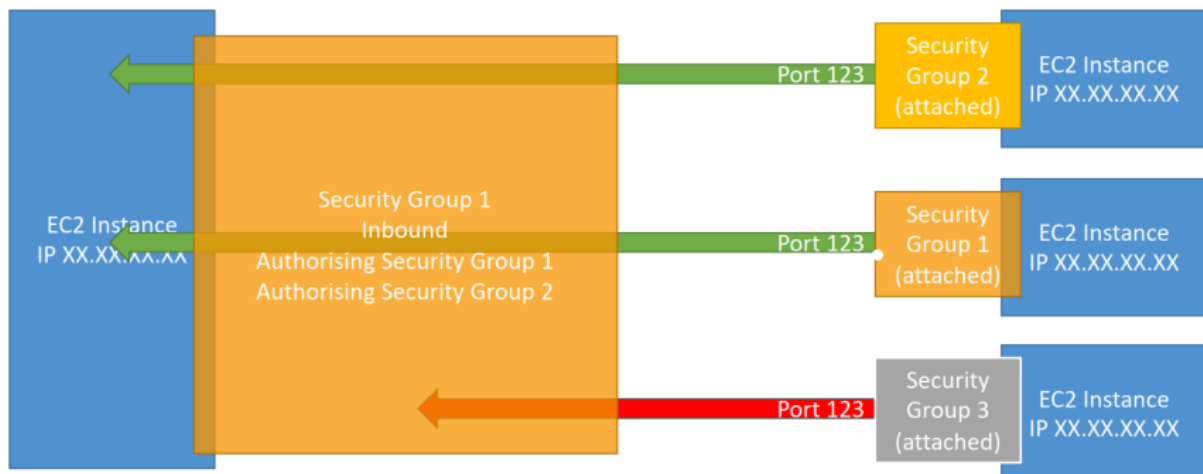 EC2 Instance
IP XX.XX.XX.XX
Security Group 1
Inbound
Authorising Security Group 1
Authorising Security Group 2
Port 123
Security
Group 2
(attached)
EC2 Instance
IP XX.XX.XX.XX
Port 123
Security
Group 1
(attached)
EC2 Instance
IP XX.XX.XX.XX
Port 123
Security
Group 3
(attached)
EC2 Instance
IP XX.XX.XX.XX